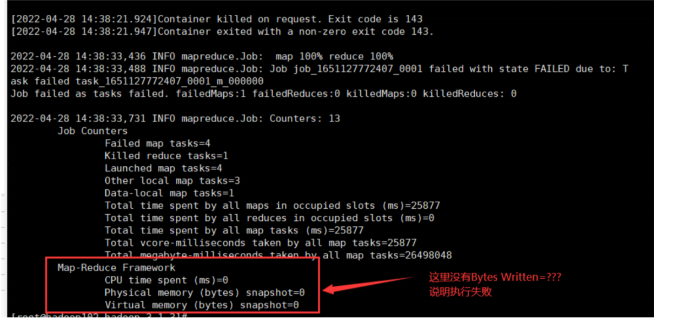 [2022-04-28 14:38:21.924]Container killed on request. Exit code is 143
[2022-04-28 14:38:21.947]Container exited with a non-zero exit code 143.
2022-04-28 14:38:33,436 INFO mapreduce.Job:  map 100% reduce 100%
2022-04-28 14:38:33,488 INFO mapreduce.Job: Job job_1651127772407_0001 failed with state FAILED due to: T
ask failed task_1651127772407_0001_m_000000
Job failed as tasks failed. failedMaps:1 failedReduces:0 killedMaps:0 killedReduces: 0
2022-04-28 14:38:33,731 INFO mapreduce.Job: Counters: 13
Job Counters
Failed map tasks=4
Killed reduce tasks=1
Launched map tasks=4
Other local map tasks=3
Data-local map tasks=1
Total time spent by all maps in occupied slots (ms)=25877
Total time spent by all reduces in occupied slots (ms)=0
Total time spent by all map tasks (ms)=25877
Total vcore-milliseconds taken by all map tasks=25877
Total megabyte-milliseconds taken by all map tasks=26498048
Map-Reduce Framework
CPU time spent (ms)=0
Physical memory (bytes) snapshot=0
Virtual memory (bytes) snapshot=0
这里没有Bytes Written=???
说明执行失败
[root@hadoop102 hadoop-3.1.3]#